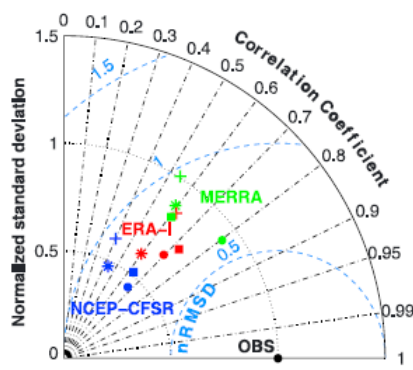 1.5
1
0.5
0
Normalized standard deviation
0
0.1
0.2
0.3
0.4
0.5
0.6
0.7
0.8
0.9
0.95
0.99
1
Correlation Coefficient
1.5
1
0.5
nRMSD
MERRA
ERA-I
NCEP-CFSR
OBS